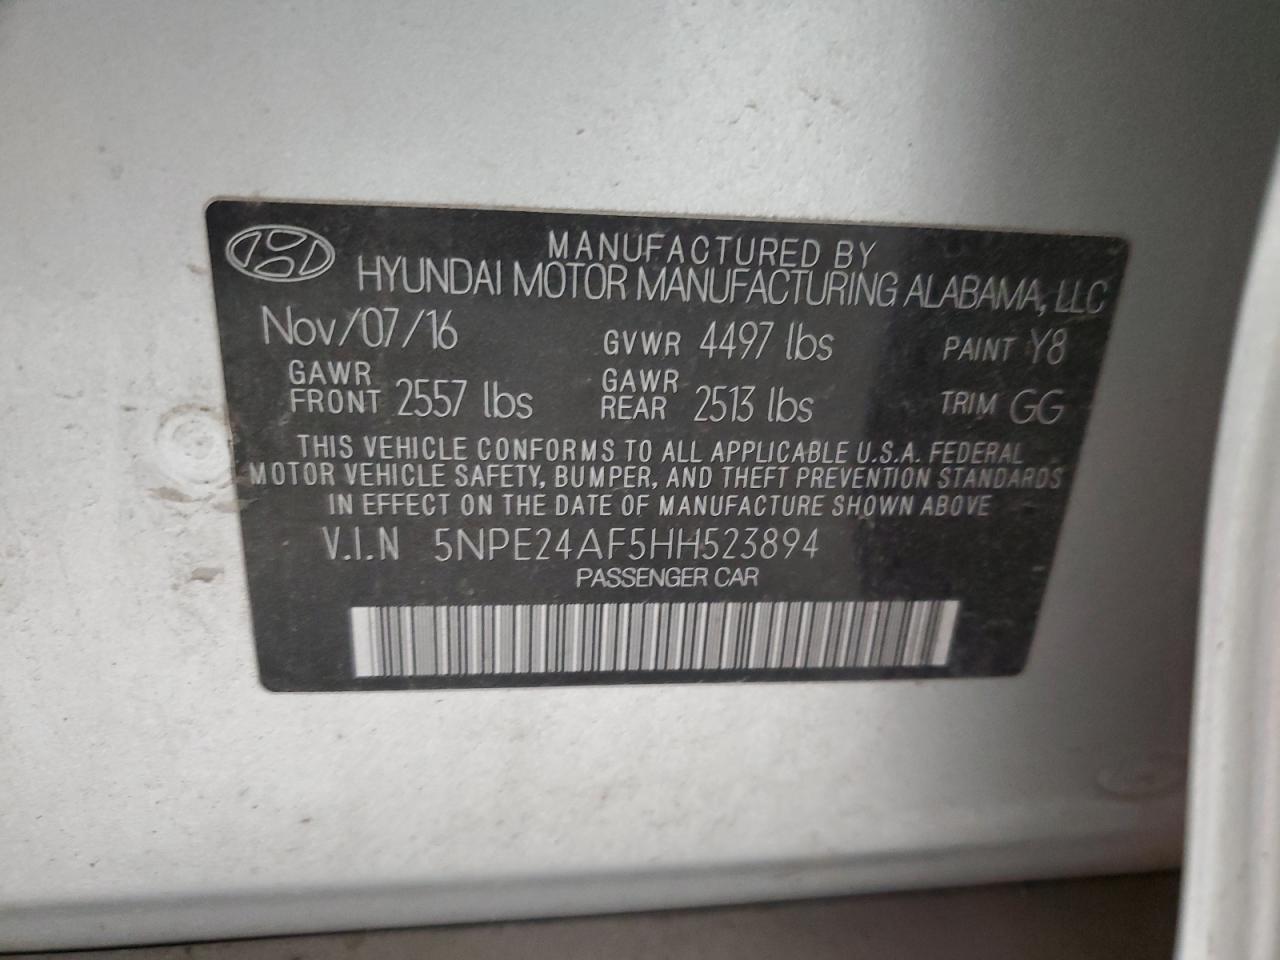 MANUFACTURED BY
HYUNDAI MOTOR MANUFACTURING ALABAMA, LLC
Nov/07/16 GVWR 4497 lbs PAINT Y8
GAWR FRONT 2557 lbs GAWR REAR 2513 lbs TRIM GG
THIS VEHICLE CONFORMS TO ALL APPLICABLE U.S.A. FEDERAL
MOTOR VEHICLE SAFETY, BUMPER, AND THEFT PREVENTION STANDARDS
IN EFFECT ON THE DATE OF MANUFACTURE SHOWN ABOVE
V.I.N 5NPE24AF5HH523894
PASSENGER CAR